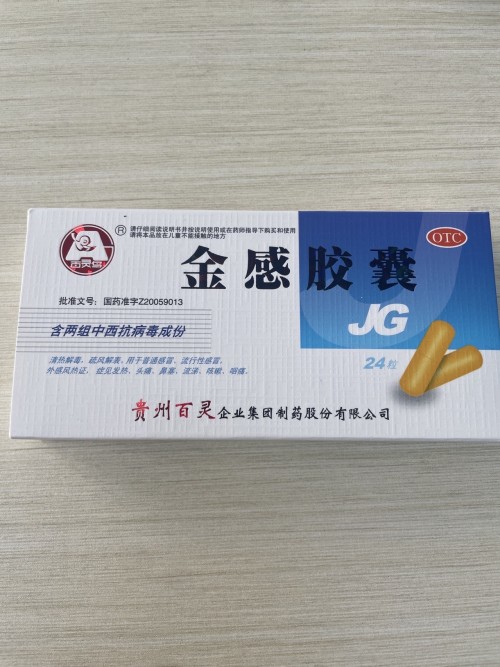 百灵鸟
®
请仔细阅读说明书并按说明使用或在药师指导下购买和使用
请将本品放在儿童不能接触的地方
OTC
金感胶囊
批准文号：国药准字Z20059013
JG
含两组中西抗病毒成份
24粒
清热解毒、疏风解表、用于普通感冒、流行性感冒、
外感风热证， 症见发热、头痛、鼻塞、流涕、咳嗽、咽痛。
贵州百灵企业集团制药股份有限公司